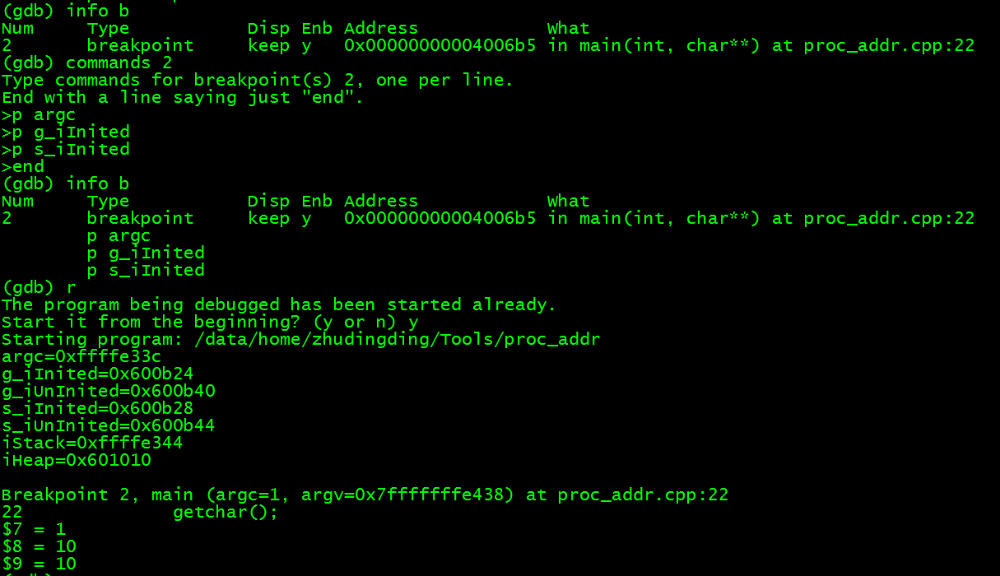 (gdb) info b
Num     Type           Disp Enb Address            What
2       breakpoint     keep y   0x00000000004006b5 in main(int, char**) at proc_addr.cpp:22
(gdb) commands 2
Type commands for breakpoint(s) 2, one per line.
End with a line saying just "end".
>p argc
>p g_iInited
>p s_iInited
>end
(gdb) info b
Num     Type           Disp Enb Address            What
2       breakpoint     keep y   0x00000000004006b5 in main(int, char**) at proc_addr.cpp:22
        p argc
        p g_iInited
        p s_iInited
(gdb) r
The program being debugged has been started already.
Start it from the beginning? (y or n) y
Starting program: /data/home/zhudingding/Tools/proc_addr
argc=0xffffe33c
g_iInited=0x600b24
g_iUnInited=0x600b40
s_iInited=0x600b28
s_iUnInited=0x600b44
iStack=0xffffe344
iHeap=0x601010

Breakpoint 2, main (argc=1, argv=0x7fffffffe438) at proc_addr.cpp:22
22              getchar();
$7 = 1
$8 = 10
$9 = 10